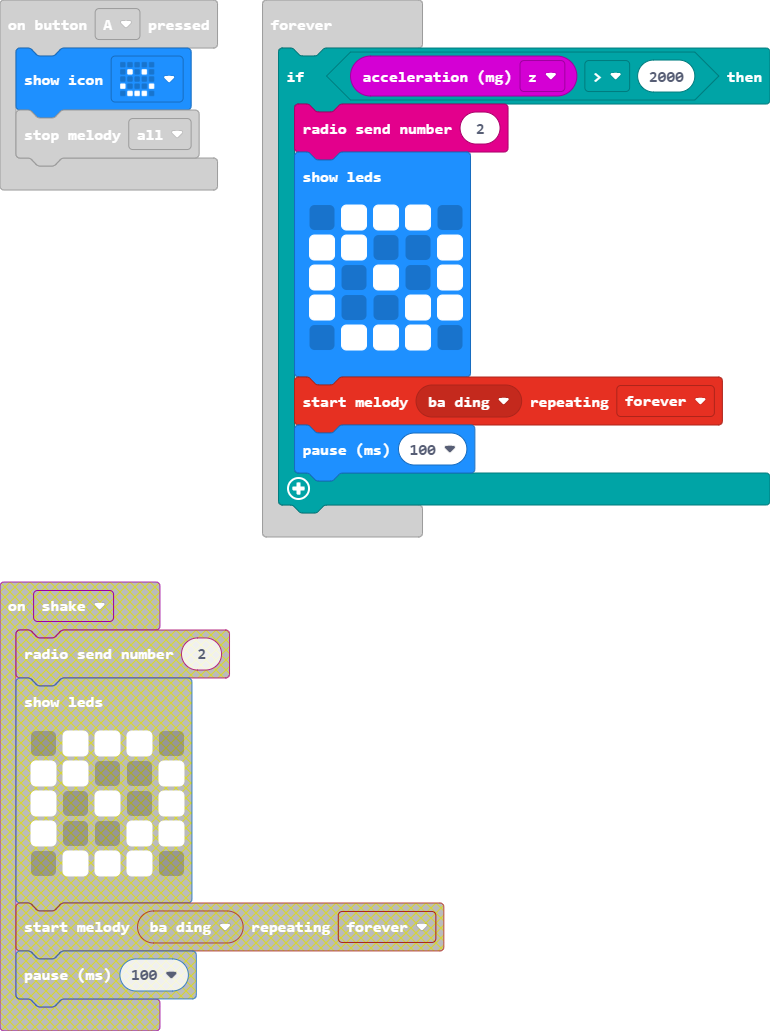 on button A pressed
show icon
stop melody all
forever
if acceleration (mg) z > 2000 then
radio send number 2
show leds
start melody ba ding repeating forever
pause (ms) 100
on shake
radio send number 2
show leds
start melody ba ding repeating forever
pause (ms) 100